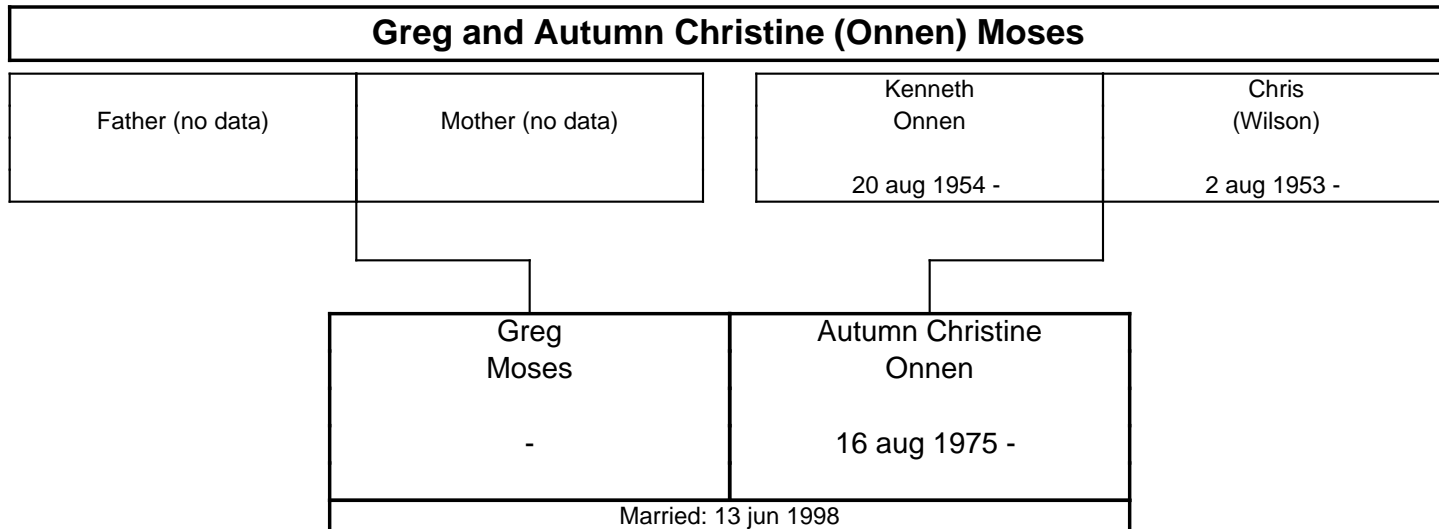 Greg and Autumn Christine (Onnen) Moses
Father (no data)
Mother (no data)
Kenneth
Onnen
20 aug 1954 -
Chris
(Wilson)
2 aug 1953 -
Greg
Moses
-
Autumn Christine
Onnen
16 aug 1975 -
Married: 13 jun 1998